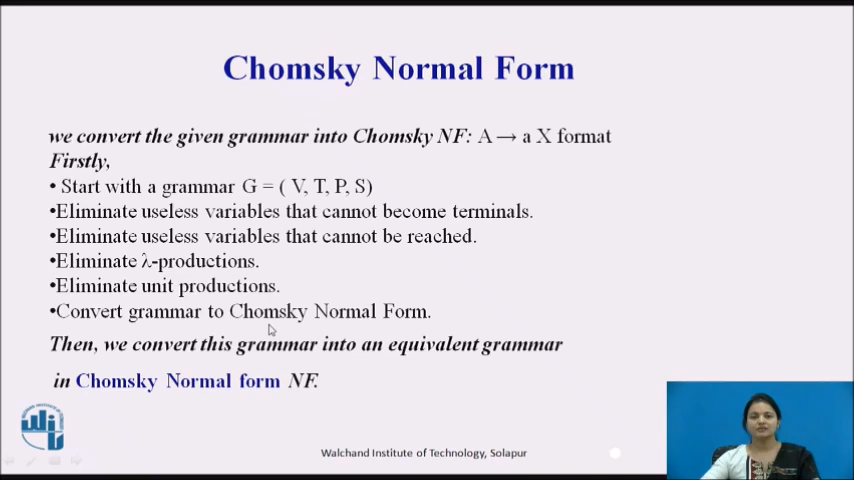 Chomsky Normal Form
we convert the given grammar into Chomsky NF: A → a X format
Firstly,
• Start with a grammar G = ( V, T, P, S)
•Eliminate useless variables that cannot become terminals.
•Eliminate useless variables that cannot be reached.
•Eliminate λ-productions.
•Eliminate unit productions.
•Convert grammar to Chomsky Normal Form.
Then, we convert this grammar into an equivalent grammar
in Chomsky Normal form NF.
Walchand Institute of Technology, Solapur